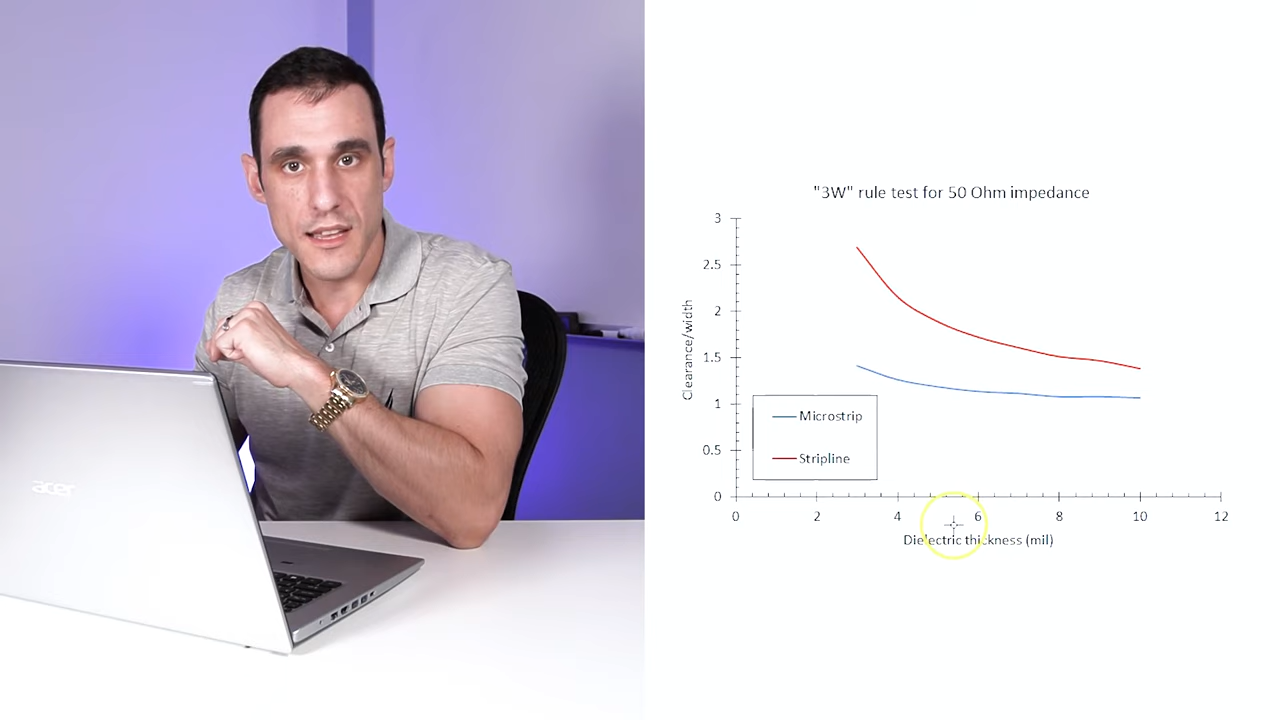 acer
"3W" rule test for 50 Ohm impedance
3
2.5
2
1.5
1
0.5
0
Clearance/width
Microstrip
Stripline
0 2 4 6 8 10 12
Dielectric thickness (mil)